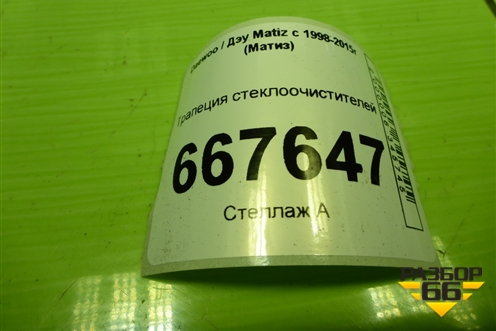 Daewoo / Дэу Matiz с 1998-2015г
(Матиз)
Трапеция стеклоочистителей
667647
Стеллаж А
РАЗБОР
66